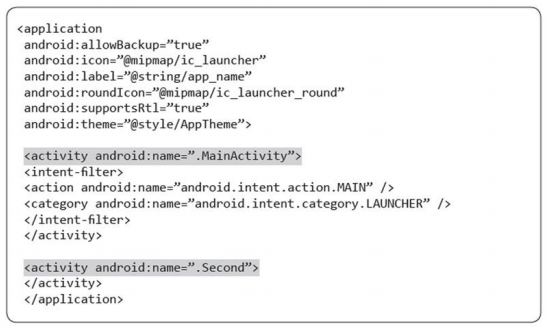 <application
android:allowBackup=”true”
android:icon=”@mipmap/ic_launcher”
android:label=”@string/app_name”
android:roundIcon=”@mipmap/ic_launcher_round”
android:supportsRtl=”true”
android:theme=”@style/AppTheme”>
<activity android:name=”.MainActivity”>
<intent-filter>
<action android:name=”android.intent.action.MAIN” />
<category android:name=”android.intent.category.LAUNCHER” />
</intent-filter>
</activity>
<activity android:name=”.Second”>
</activity>
</application>